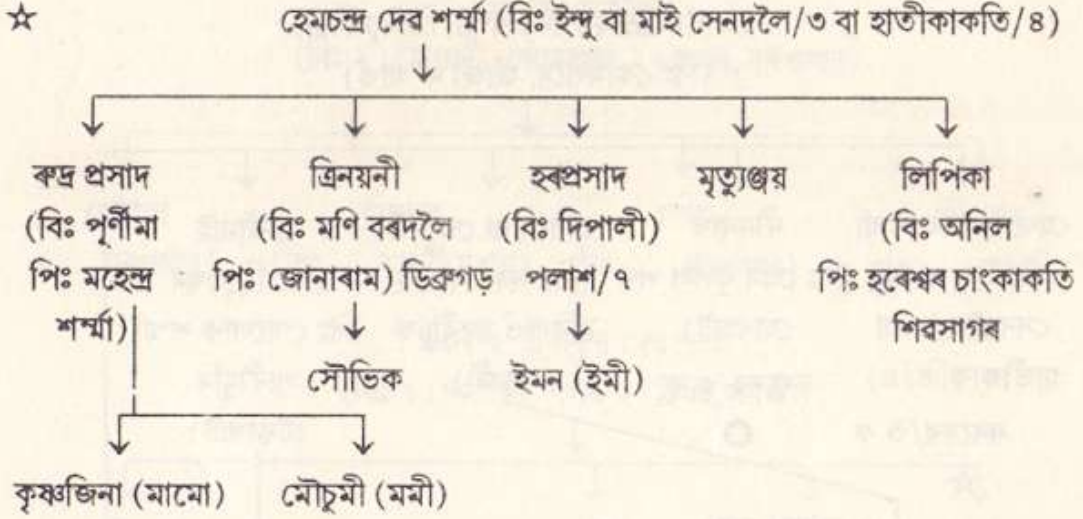 ☆ হেমচন্দ্ৰ দেৱ শৰ্ম্মা (বিঃ ইন্দু বা মাই সেনদলৈ/৩ বা হাতীকাকতি/৪)
ৰুদ্ৰ প্ৰসাদ ত্ৰিনয়নী হৰপ্ৰসাদ মৃত্যুঞ্জয় লিপিকা
(বিঃ পূৰ্ণীমা (বিঃ মণি বৰদলৈ (বিঃ দিপালী) (বিঃ অনিল
পিঃ মহেন্দ্ৰ পিঃ জোনাৰাম) ডিব্ৰুগড় পলাশ/৭ পিঃ হৰেশ্বৰ চাংকাকতি
শৰ্ম্মা) শিৱসাগৰ
সৌভিক ইমন (ইমী)
কৃষ্ণজিনা (মামো) মৌচুমী (মমী)